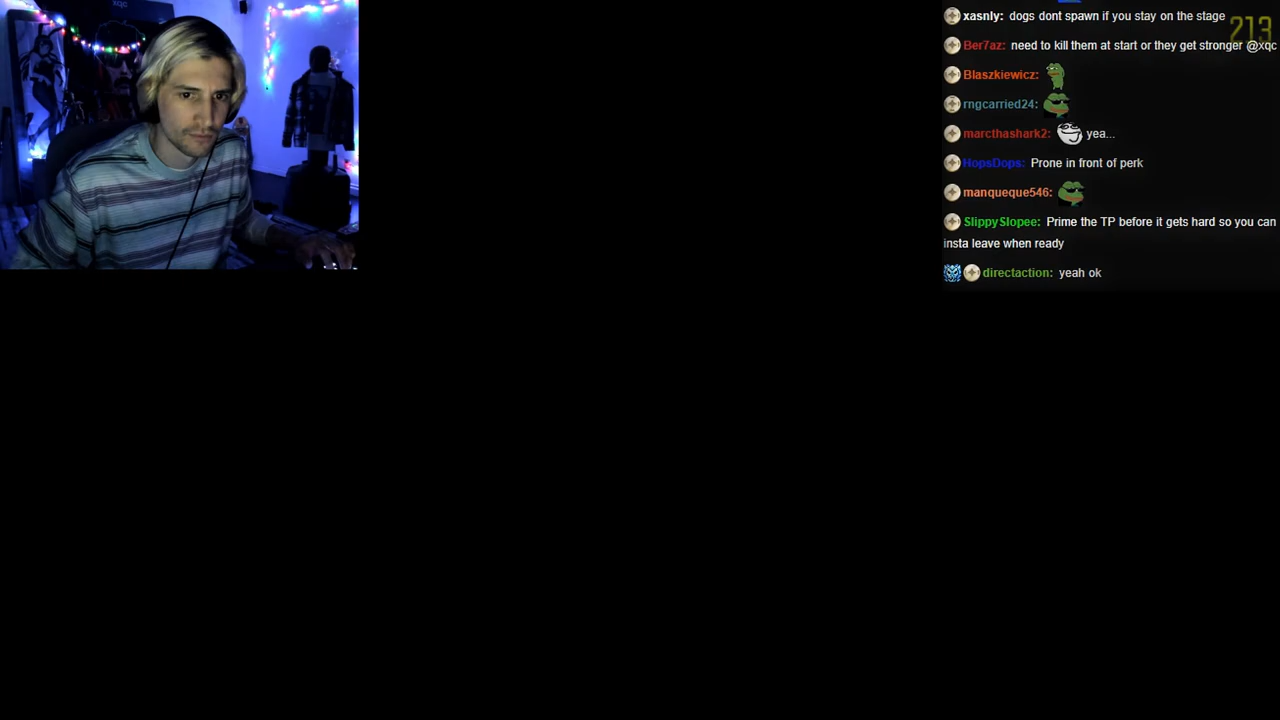 xqc
xasnly: dogs dont spawn if you stay on the stage
213
Ber7az: need to kill them at start or they get stronger @xqc
Blaszkiewicz:
rngcarried24:
marcthashark2: yea...
HopsDops: Prone in front of perk
manqueque546:
SlippySlopee: Prime the TP before it gets hard so you can
insta leave when ready
directaction: yeah ok